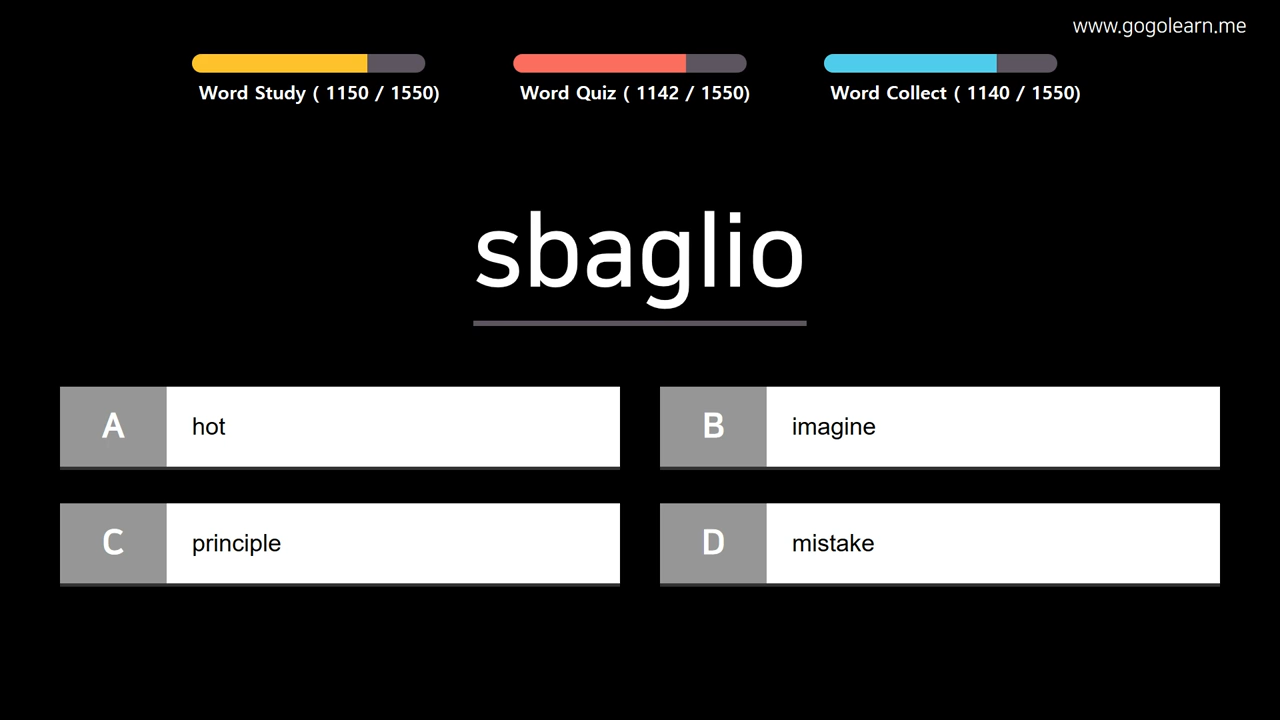 www.gogolearn.me
Word Study ( 1150 / 1550)
Word Quiz ( 1142 / 1550)
Word Collect ( 1140 / 1550)
sbaglio
A hot
B imagine
C principle
D mistake